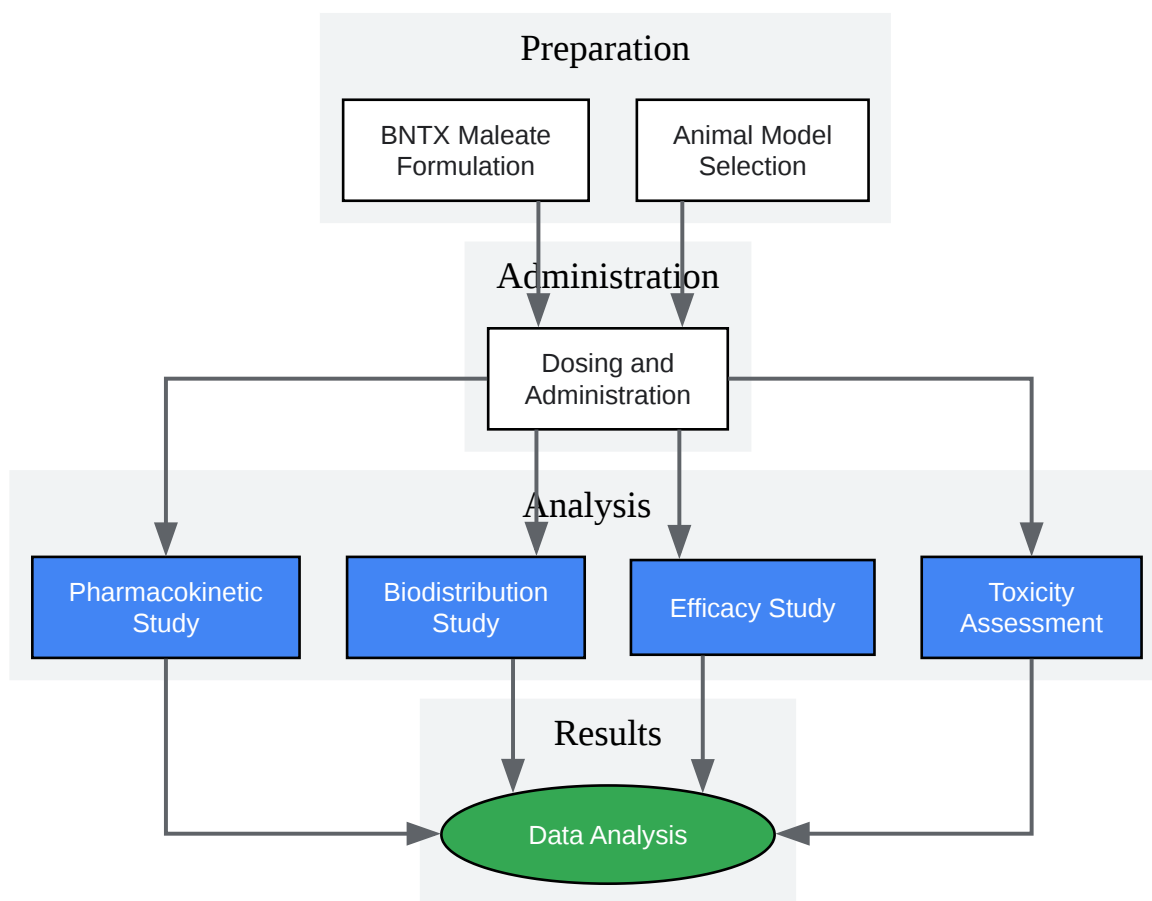 Preparation
BNTX Maleate
Formulation
Animal Model
Selection
Administration
Dosing and
Administration
Analysis
Pharmacokinetic
Study
Biodistribution
Study
Efficacy Study
Toxicity
Assessment
Results
Data Analysis